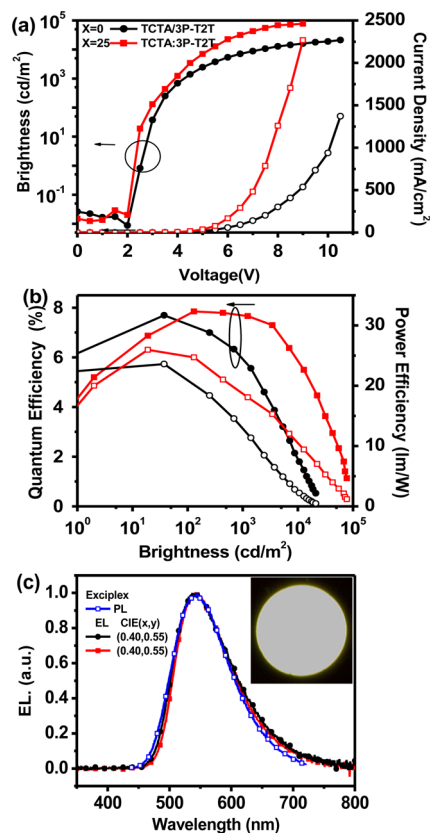 (a)
X=0 TCTA/3P-T2T
X=25 TCTA:3P-T2T
Brightness (cd/m²)
10⁵
10³
10¹
10⁻¹
Current Density (mA/cm²)
2500
2000
1500
1000
500
0
0 2 4 6 8 10
Voltage(V)
(b)
Quantum Efficiency (%)
8
6
4
2
0
Power Efficiency (lm/W)
30
20
10
0
10⁰ 10¹ 10² 10³ 10⁴ 10⁵
Brightness (cd/m²)
(c)
EL. (a.u.)
1.0
0.8
0.6
0.4
0.2
0.0
Exciplex
PL
EL CIE(x,y)
(0.40,0.55)
(0.40,0.55)
400 500 600 700 800
Wavelength (nm)